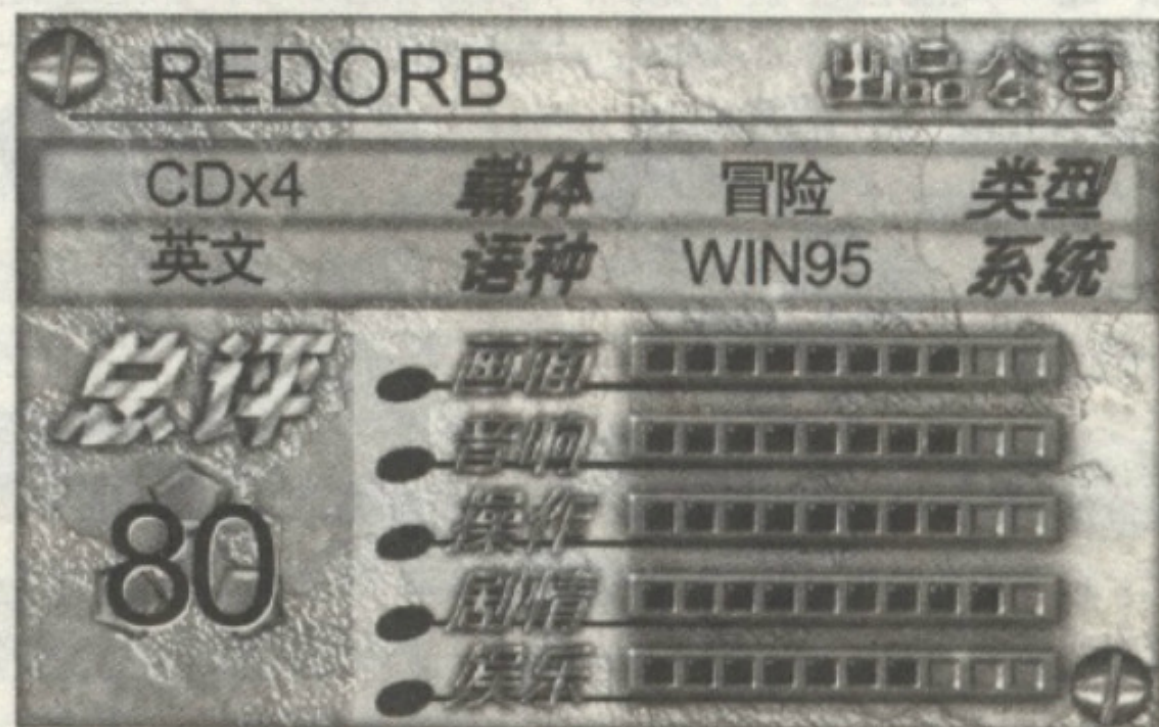 REDORB 出品公司
CDx4 载体 冒险 类型
英文 语种 WIN95 系统
总评
80
画面
音响
操作
剧情
娱乐